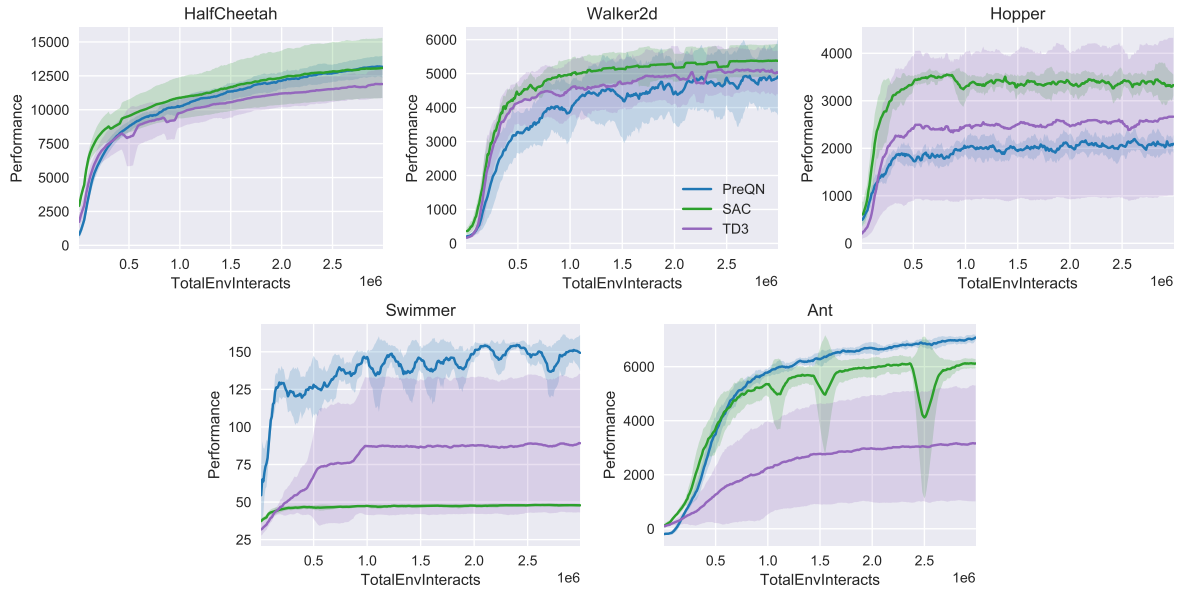 HalfCheetah
15000
12500
10000
7500
5000
2500
0
Performance
0.5 1.0 1.5 2.0 2.5
TotalEnvInteracts
1e6
Walker2d
6000
5000
4000
3000
2000
1000
0
Performance
PreQN
SAC
TD3
0.5 1.0 1.5 2.0 2.5
TotalEnvInteracts
1e6
Hopper
4000
3000
2000
1000
0
Performance
0.5 1.0 1.5 2.0 2.5
TotalEnvInteracts
1e6
Swimmer
150
125
100
75
50
25
Performance
0.5 1.0 1.5 2.0 2.5
TotalEnvInteracts
1e6
Ant
6000
4000
2000
0
Performance
0.5 1.0 1.5 2.0 2.5
TotalEnvInteracts
1e6